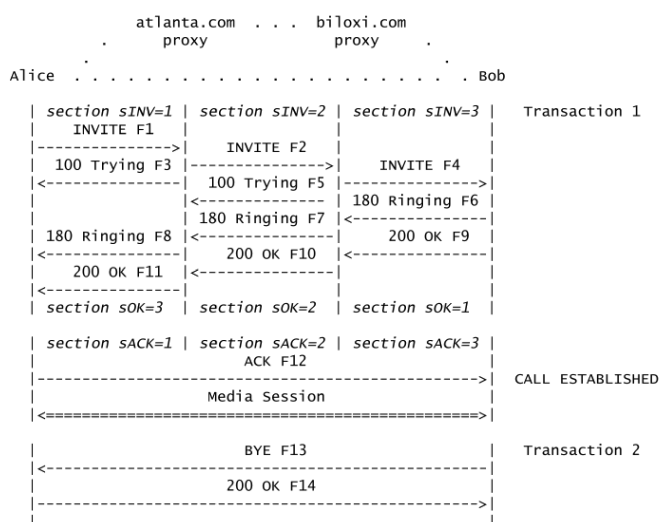 atlanta.com . . . biloxi.com
. proxy proxy .
. .
Alice . . . . . . . . . . . . . . . . . . . . . . . . Bob
| section sINV=1 | section sINV=2 | section sINV=3 | Transaction 1
| INVITE F1 | | |
|--------------->| INVITE F2 | |
| 100 Trying F3 |--------------->| INVITE F4 |
|<---------------| 100 Trying F5 |--------------->|
| |<-------------- | 180 Ringing F6 |
| | 180 Ringing F7 |<---------------|
| 180 Ringing F8 |<---------------| 200 OK F9 |
|<---------------| 200 OK F10 |<---------------|
| 200 OK F11 |<---------------| |
|<---------------| | |
| section sOK=3 | section sOK=2 | section sOK=1 |
| section sACK=1 | section sACK=2 | section sACK=3 |
| ACK F12 |
|------------------------------------------------->| CALL ESTABLISHED
| Media Session |
|<================================================>|
| BYE F13 | Transaction 2
|<-------------------------------------------------|
| 200 OK F14 |
|------------------------------------------------->|
| |